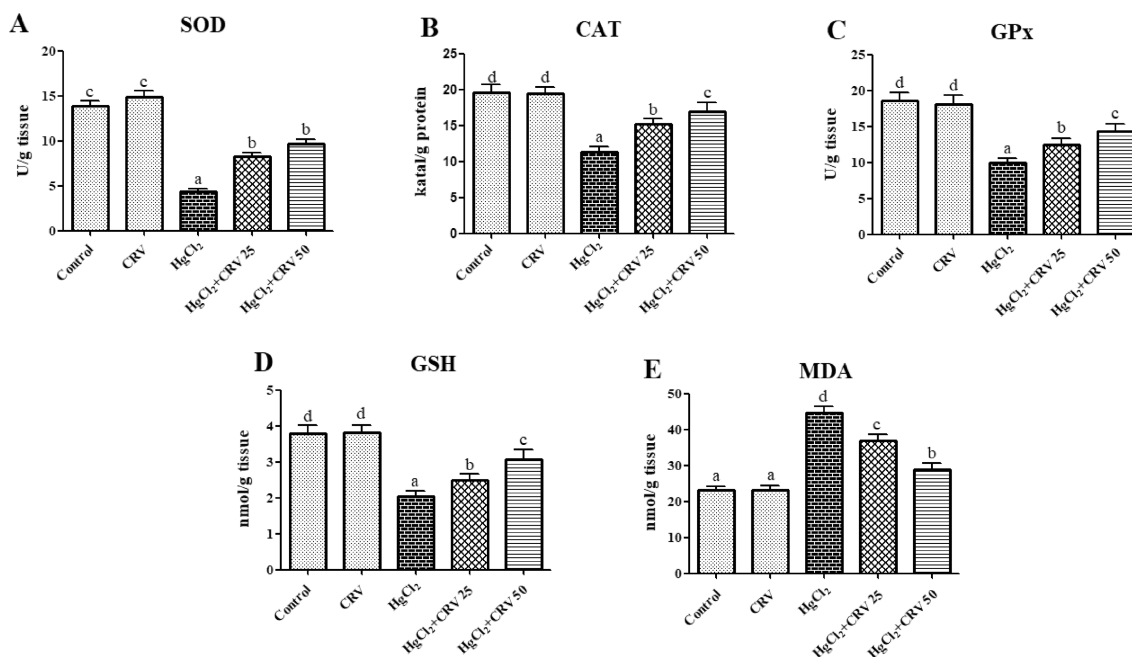 A
SOD
U/g tissue
20
15
10
5
0
c
c
a
b
b
Control
CRV
HgCl₂
HgCl₂+CRV 25
HgCl₂+CRV 50
B
CAT
katal/g protein
25
20
15
10
5
0
d
d
a
b
c
Control
CRV
HgCl₂
HgCl₂+CRV 25
HgCl₂+CRV 50
C
GPx
U/g tissue
25
20
15
10
5
0
d
d
a
b
c
Control
CRV
HgCl₂
HgCl₂+CRV 25
HgCl₂+CRV 50
D
GSH
nmol/g tissue
5
4
3
2
1
0
d
d
a
b
c
Control
CRV
HgCl₂
HgCl₂+CRV 25
HgCl₂+CRV 50
E
MDA
nmol/g tissue
50
40
30
20
10
0
a
a
d
c
b
Control
CRV
HgCl₂
HgCl₂+CRV 25
HgCl₂+CRV 50